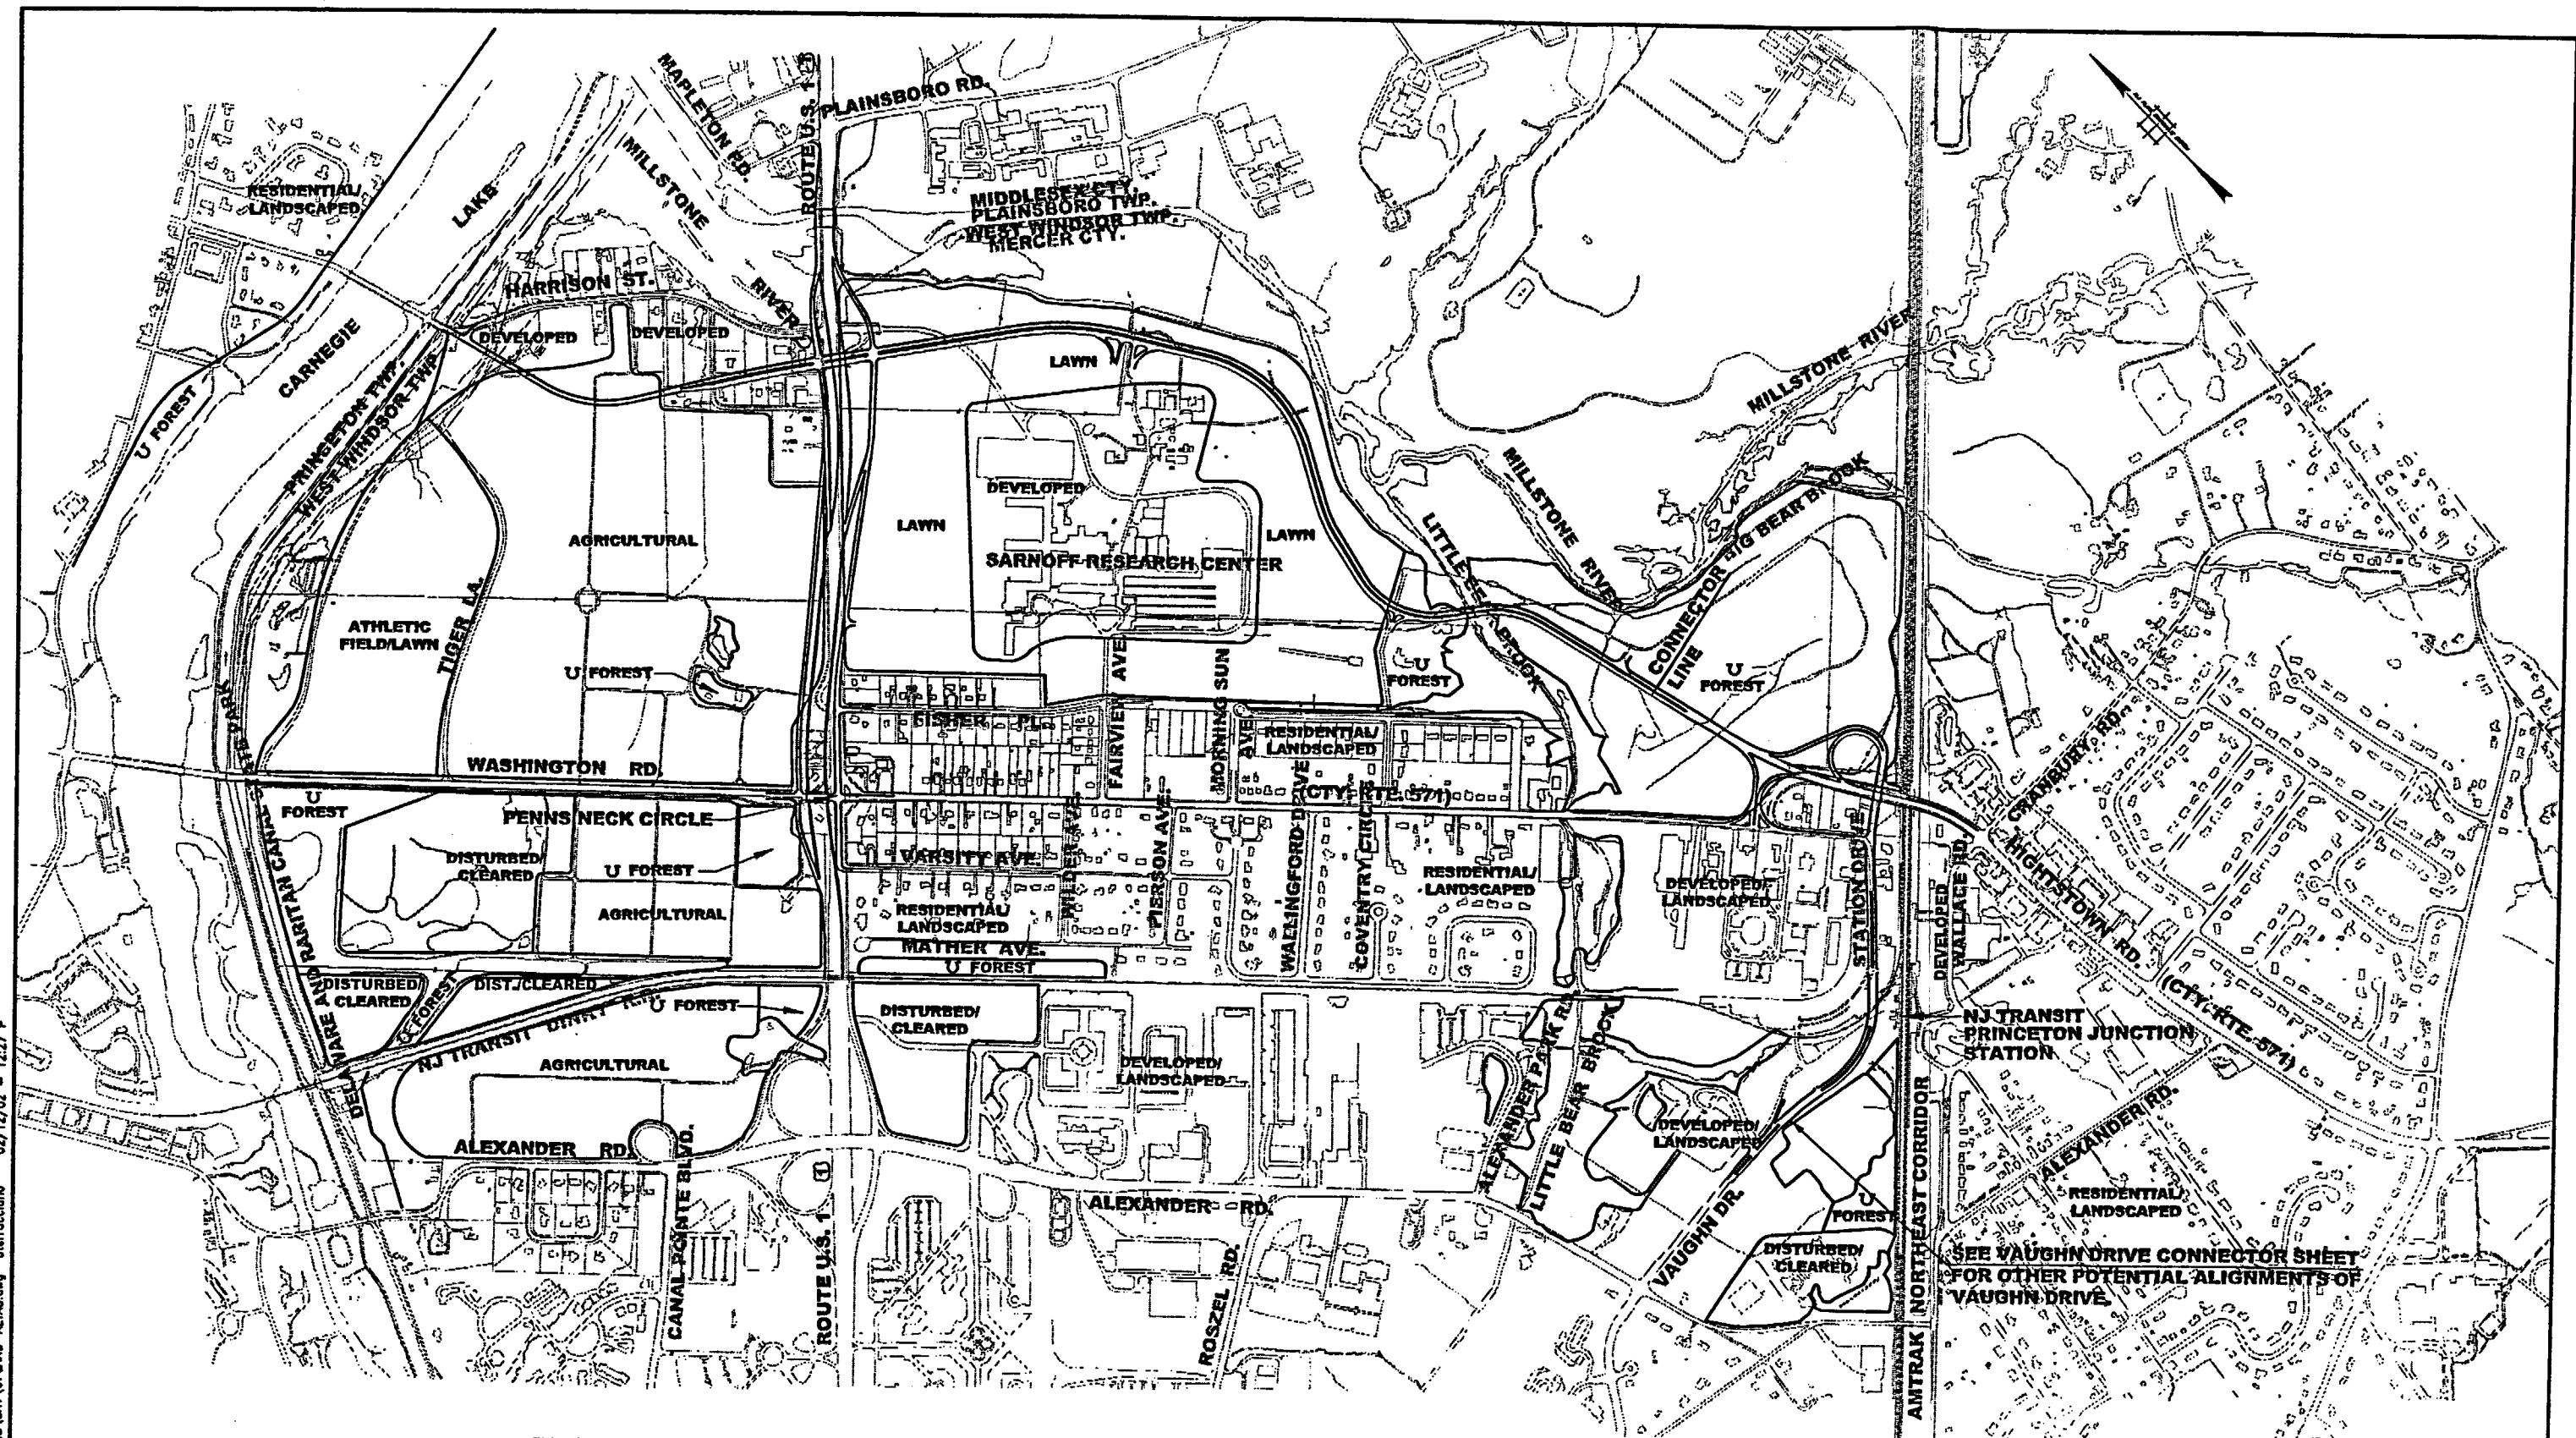 MAPLETON RD.
ROUTE U.S. 1
PLAINSBORO RD.
RESIDENTIAL/
LANDSCAPED
LAKE
MILLSTONE
RIVER
MIDDLESEX CTY.
PLAINSBORO TWP.
WEST WINDSOR TWP.
MERCER CTY.
HARRISON ST.
DEVELOPED
DEVELOPED
CARNEGIE
U FOREST
PRINCETON TWP.
WEST WINDSOR TWP.
LAWN
MILLSTONE RIVER
DEVELOPED
LAWN
LAWN
AGRICULTURAL
SARNOFF RESEARCH CENTER
MILLSTONE RIVER
LITTLE BEAR BROOK
BIG BEAR BROOK
CONNECTOR
LINE
ATHLETIC
FIELD/LAWN
TIGER LA.
U FOREST
U
FOREST
U
FOREST
FISHER PL.
FAIRVIEW AVE.
MORNING SUN
AVE.
RESIDENTIAL/
LANDSCAPED
CRANBURY RD.
WASHINGTON RD.
(CTY. RTE. 571)
U
FOREST
PENNS NECK CIRCLE
DISTURBED/
CLEARED
U FOREST
VARSITY AVE.
WILDER AVE.
PIERSON AVE.
WALLINGFORD DRIVE
COVENTRY CIRCLE
RESIDENTIAL/
LANDSCAPED
DEVELOPED/
LANDSCAPED
STATION DRIVE
DEVELOPED
WALLACE RD.
HIGHTSTOWN RD.
(CTY. RTE. 571)
AGRICULTURAL
RESIDENTIAL/
LANDSCAPED
MATHER AVE.
U FOREST
DELAWARE AND RARITAN CANAL STATE PARK
DISTURBED/
CLEARED
U FOREST
DIST./CLEARED
NJ TRANSIT DINKY R.R.
U FOREST
DISTURBED/
CLEARED
NJ TRANSIT
PRINCETON JUNCTION
STATION
AGRICULTURAL
DEVELOPED/
LANDSCAPED
ALEXANDER PARK RD.
LITTLE BEAR BROOK
DEVELOPED/
LANDSCAPED
ALEXANDER RD.
ALEXANDER RD.
CANAL POINTE BLVD.
1
ROUTE U.S. 1
ALEXANDER RD.
ROSZEL RD.
VAUGHN DR.
U
FOREST
RESIDENTIAL/
LANDSCAPED
DISTURBED/
CLEARED
AMTRAK NORTHEAST CORRIDOR
SEE VAUGHN DRIVE CONNECTOR SHEET
FOR OTHER POTENTIAL ALIGNMENTS OF
VAUGHN DRIVE.